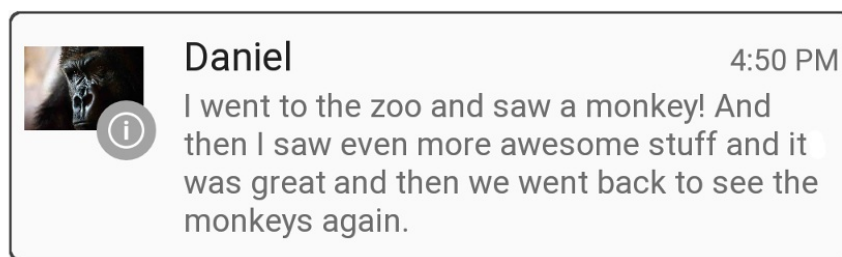 Daniel
4:50 PM
I went to the zoo and saw a monkey! And
then I saw even more awesome stuff and it
was great and then we went back to see the
monkeys again.